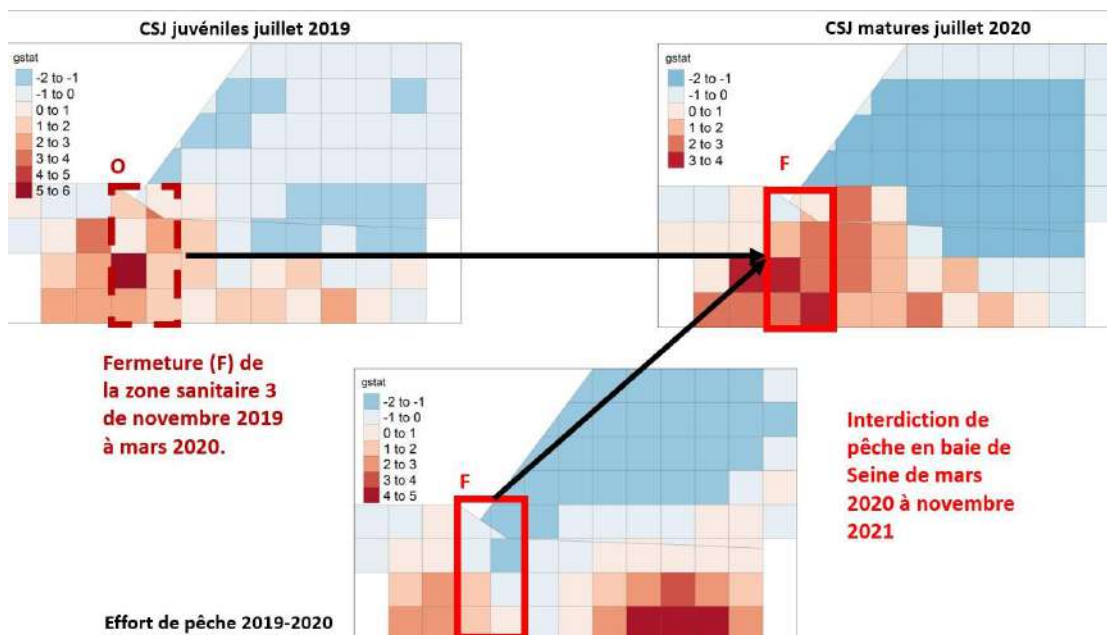 CSJ juvéniles juillet 2019
gstat
-2 to -1
-1 to 0
0 to 1
1 to 2
2 to 3
3 to 4
4 to 5
5 to 6
O
CSJ matures juillet 2020
gstat
-2 to -1
-1 to 0
0 to 1
1 to 2
2 to 3
3 to 4
F
Fermeture (F) de
la zone sanitaire 3
de novembre 2019
à mars 2020.
gstat
-2 to -1
-1 to 0
0 to 1
1 to 2
2 to 3
3 to 4
4 to 5
F
Effort de pêche 2019-2020
Interdiction de
pêche en baie de
Seine de mars
2020 à novembre
2021